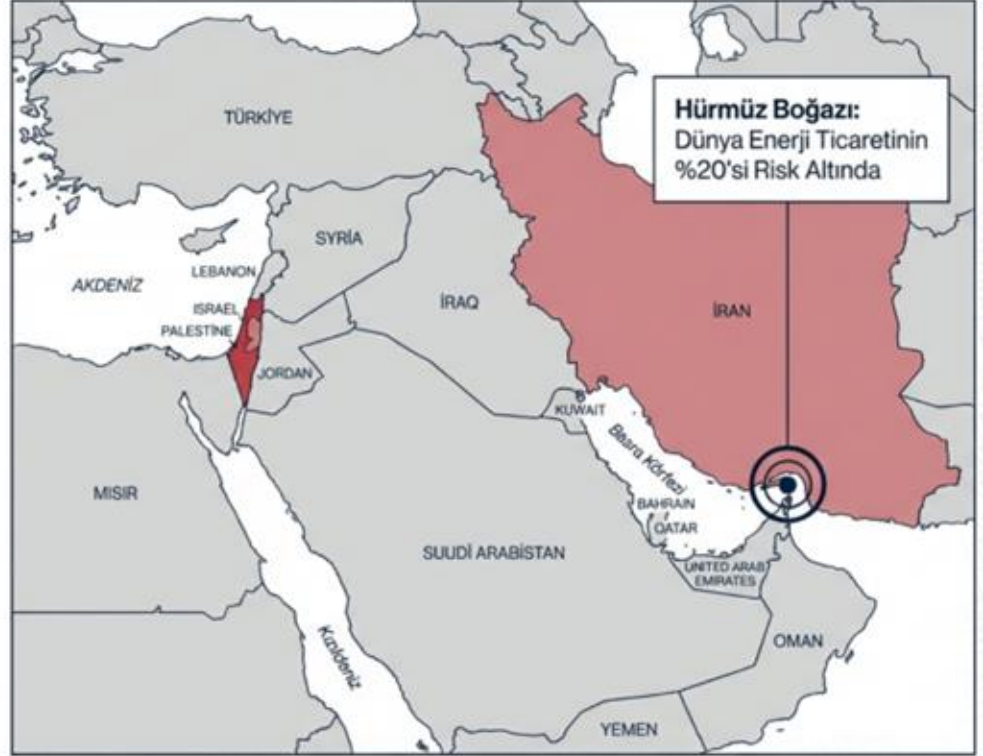 Hürmüz Boğazı:
Dünya Enerji Ticaretinin
%20'si Risk Altında
TÜRKİYE
SYRİA
LEBANON
AKDENİZ
ISRAEL
PALESTİNE
JORDAN
İRAQ
İRAN
KUWAIT
Basra Körfezi
BAHRAIN
QATAR
MISIR
SUUDİ ARABİSTAN
UNITED ARAB
EMIRATES
Kızıldeniz
OMAN
YEMEN